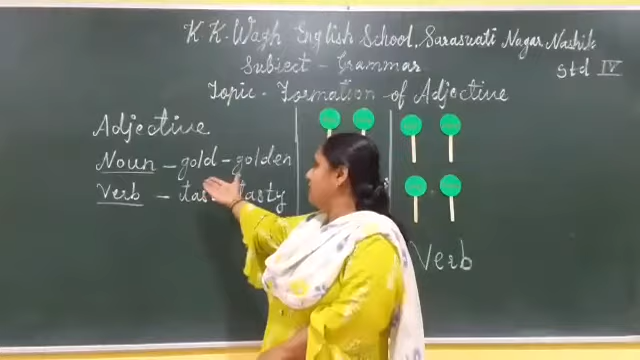 K. K. Wagh English School, Saraswati Nagar, Nashik
Subject - Grammar
Std IV
Topic - Formation of Adjective
Adjective
Noun - gold - golden
Verb - tasty
Verb